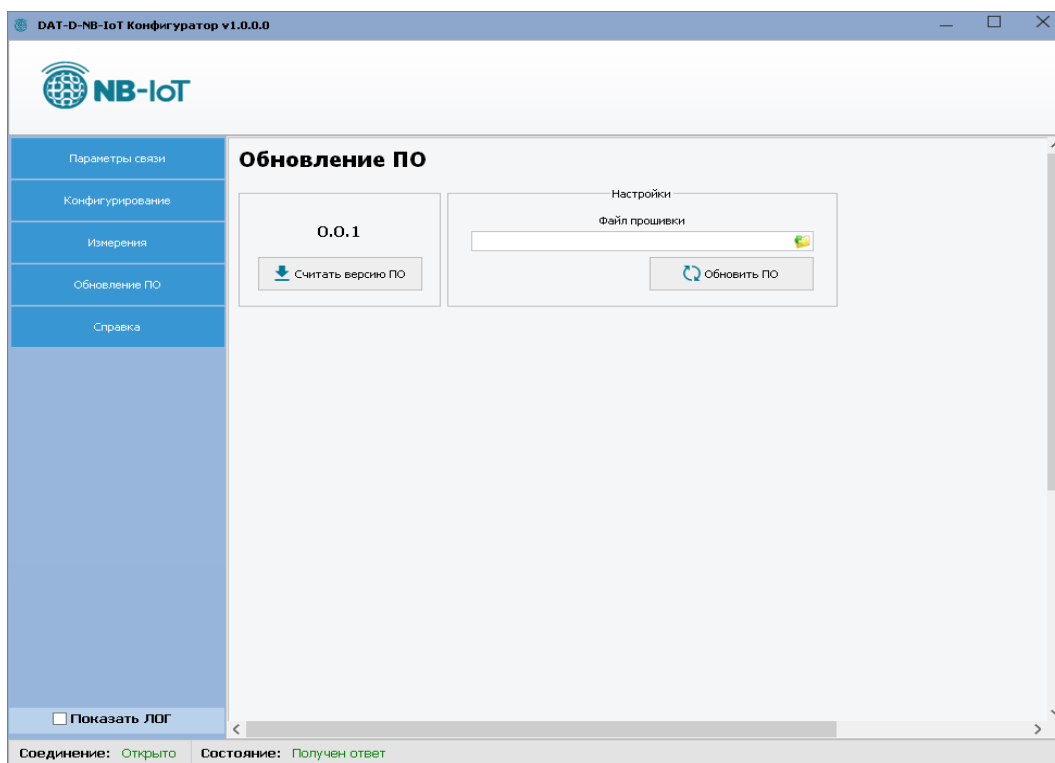 DAT-D-NB-IoT Конфигуратор v1.0.0.0
NB-IoT
Параметры связи
Конфигурирование
Измерения
Обновление ПО
Справка
Показать ЛОГ
Обновление ПО
0.0.1
Считать версию ПО
Настройки
Файл прошивки
Обновить ПО
Соединение: Открыто Состояние: Получен ответ